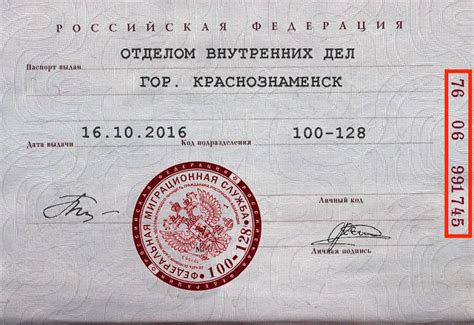 РОССИЙСКАЯ ФЕДЕРАЦИЯ
Паспорт выдан
ОТДЕЛОМ ВНУТРЕННИХ ДЕЛ
ГОР. КРАСНОЗНАМЕНСК
Дата выдачи 16.10.2016 Код подразделения 100-128
Личный код
Личная подпись
ФЕДЕРАЛЬНАЯ МИГРАЦИОННАЯ СЛУЖБА
100-128
76 06 991745